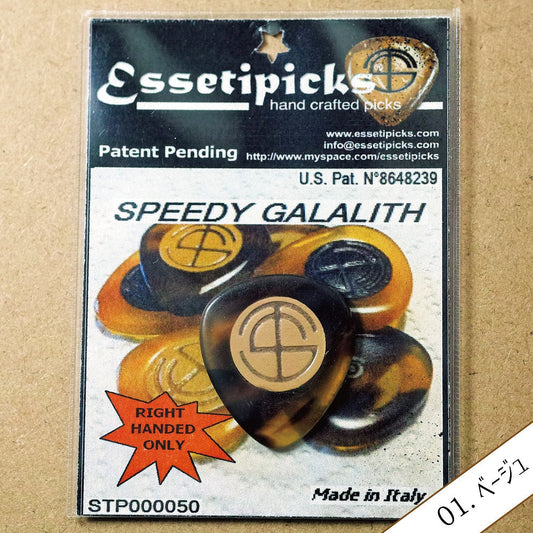 Essetipicks
hand crafted picks
www.essetipicks.com
info@essetipicks.com
Patent Pending http://www.myspace.com/essetipicks
U.S. Pat. N°8648239
SPEEDY GALALITH
RIGHT
HANDED
ONLY
STP000050
Made in Italy
01. ベージュ